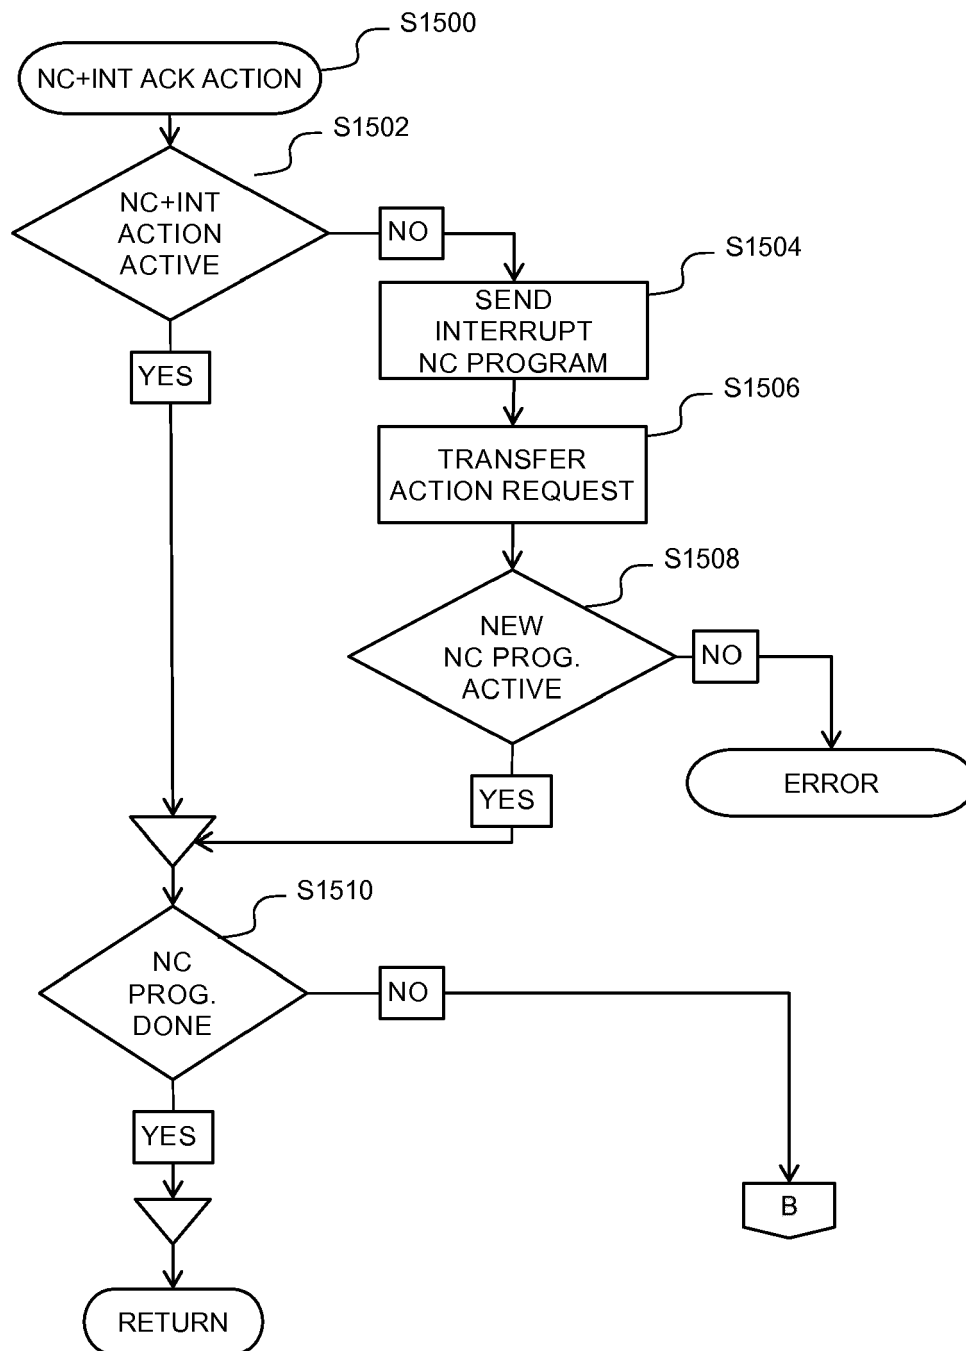 S1500
NC+INT ACK ACTION
S1502
NC+INT
ACTION
ACTIVE
NO
S1504
SEND
INTERRUPT
NC PROGRAM
YES
S1506
TRANSFER
ACTION REQUEST
S1508
NEW
NC PROG.
ACTIVE
NO
ERROR
YES
S1510
NC
PROG.
DONE
NO
YES
B
RETURN